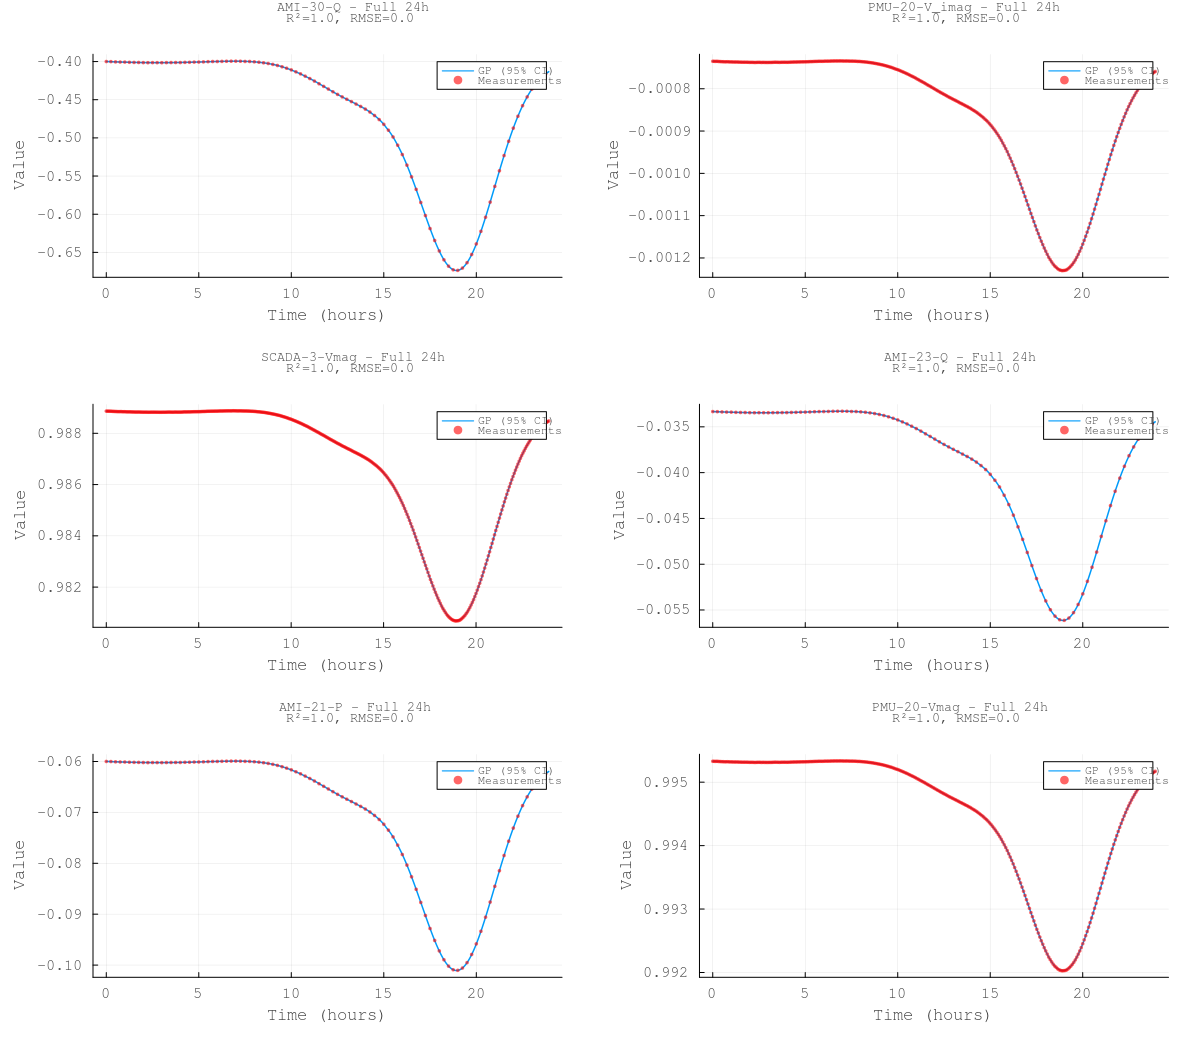 AMI-30-Q - Full 24h
R²=1.0, RMSE=0.0
GP (95% CI)
Measurements
-0.40
-0.45
-0.50
-0.55
-0.60
-0.65
Value
0 5 10 15 20
Time (hours)
PMU-20-V_imag - Full 24h
R²=1.0, RMSE=0.0
GP (95% CI)
Measurements
-0.0008
-0.0009
-0.0010
-0.0011
-0.0012
Value
0 5 10 15 20
Time (hours)
SCADA-3-Vmag - Full 24h
R²=1.0, RMSE=0.0
GP (95% CI)
Measurements
0.988
0.986
0.984
0.982
Value
0 5 10 15 20
Time (hours)
AMI-23-Q - Full 24h
R²=1.0, RMSE=0.0
GP (95% CI)
Measurements
-0.035
-0.040
-0.045
-0.050
-0.055
Value
0 5 10 15 20
Time (hours)
AMI-21-P - Full 24h
R²=1.0, RMSE=0.0
GP (95% CI)
Measurements
-0.06
-0.07
-0.08
-0.09
-0.10
Value
0 5 10 15 20
Time (hours)
PMU-20-Vmag - Full 24h
R²=1.0, RMSE=0.0
GP (95% CI)
Measurements
0.995
0.994
0.993
0.992
Value
0 5 10 15 20
Time (hours)